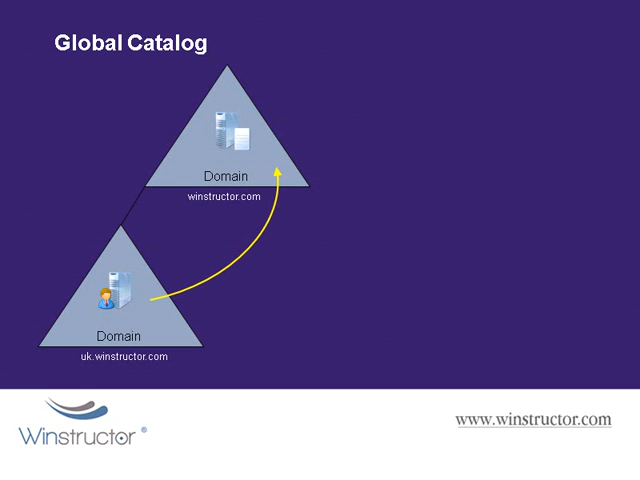 Global Catalog
Domain
winstructor.com
Domain
uk.winstructor.com
Winstructor®
www.winstructor.com